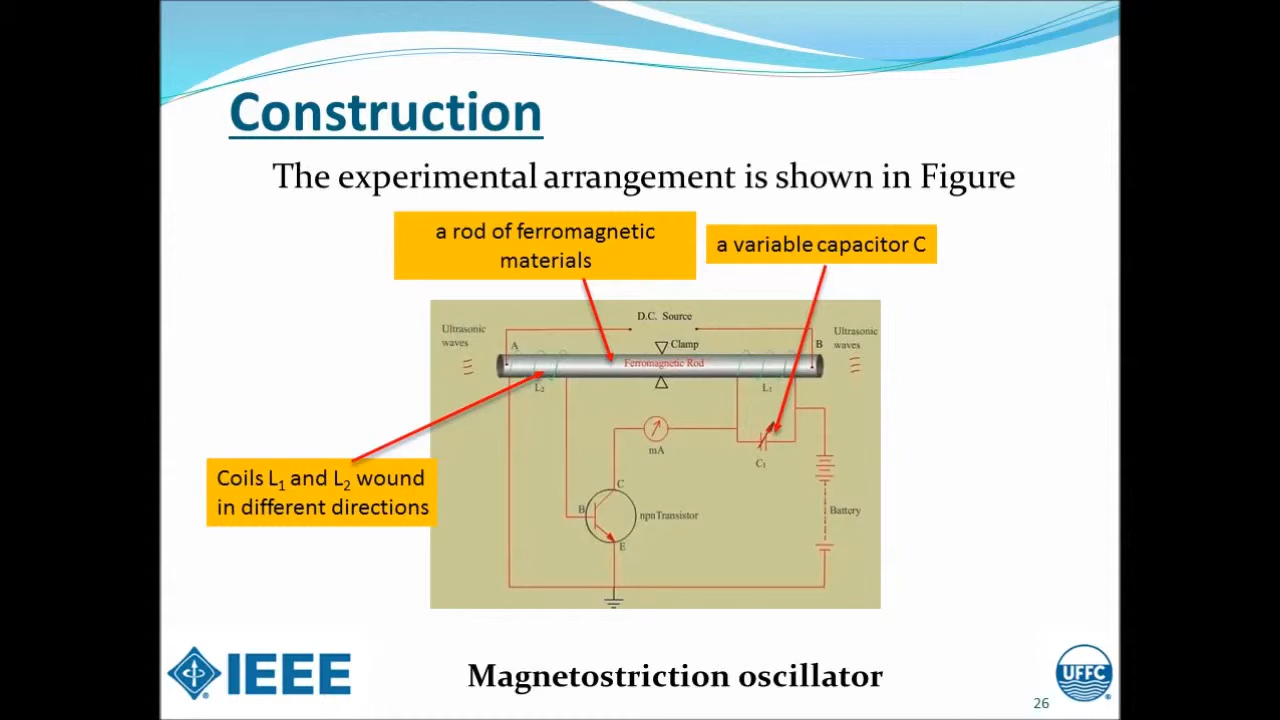 Construction
The experimental arrangement is shown in Figure
a rod of ferromagnetic
materials
a variable capacitor C
D.C. Source
Ultrasonic
waves
Ultrasonic
waves
A
Clamp
B
Ferromagnetic Rod
L₂
L₁
mA
C₁
Coils L₁ and L₂ wound
in different directions
C
B
npnTransistor
Battery
E
IEEE
®
Magnetostriction oscillator
UFFC
®
26